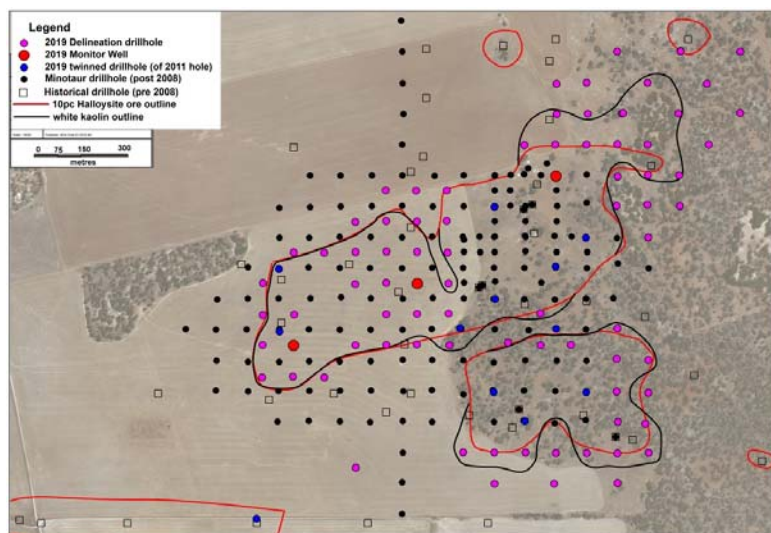 Legend
2019 Delineation drillhole
2019 Monitor Well
2019 twinned drillhole (of 2011 hole)
Minotaur drillhole (post 2008)
Historical drillhole (pre 2008)
10pc Halloysite ore outline
white kaolin outline
0 75 150 300
metres